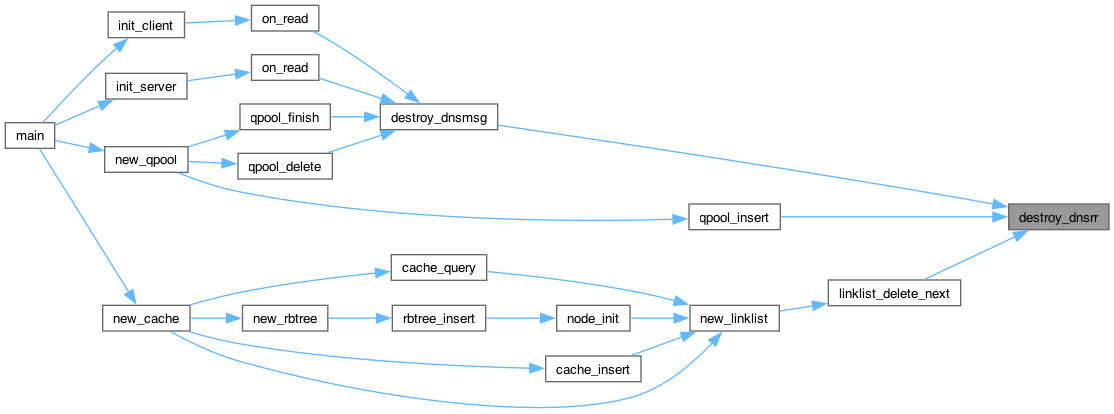 init_client
on_read
on_read
init_server
qpool_finish
destroy_dnsmsg
main
new_qpool
qpool_delete
qpool_insert
destroy_dnsrr
cache_query
linklist_delete_next
new_cache
new_rbtree
rbtree_insert
node_init
new_linklist
cache_insert